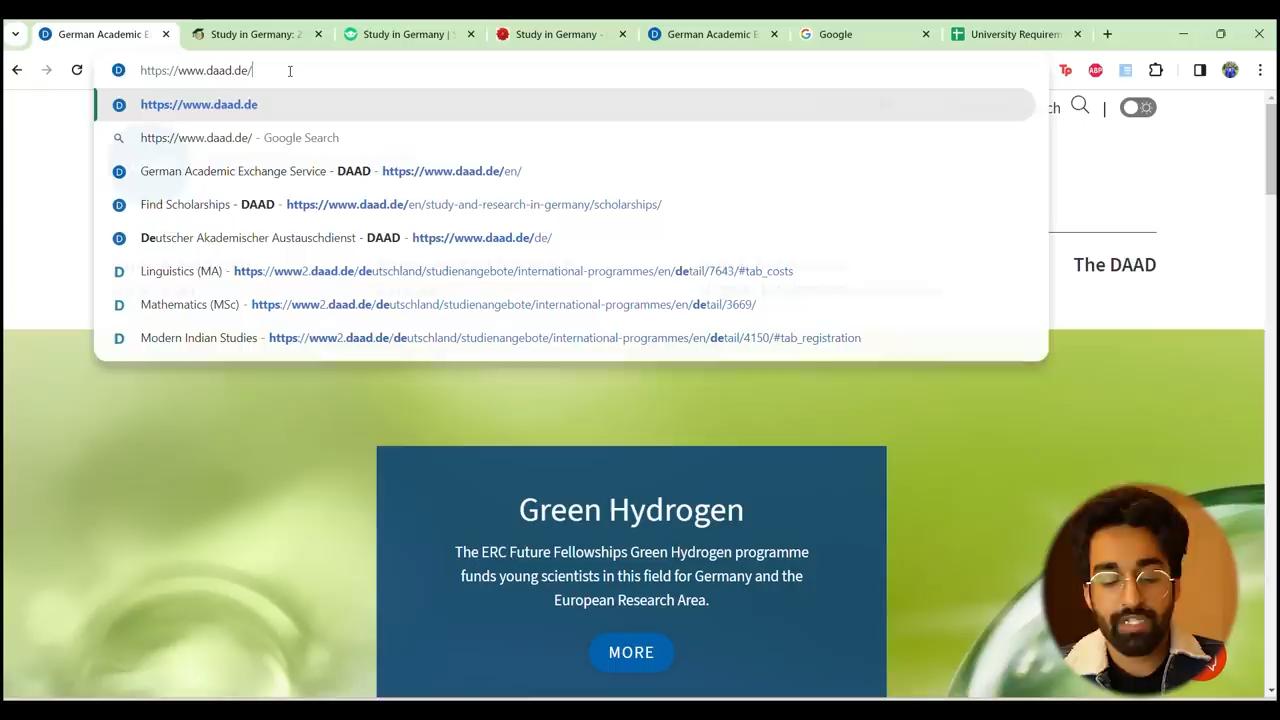 German Academic E
Study in Germany: 2
Study in Germany | S
Study in Germany -
German Academic E
Google
University Requirem
https://www.daad.de/
Tp
ABP
https://www.daad.de
https://www.daad.de/ - Google Search
German Academic Exchange Service - DAAD - https://www.daad.de/en/
Find Scholarships - DAAD - https://www.daad.de/en/study-and-research-in-germany/scholarships/
Deutscher Akademischer Austauschdienst - DAAD - https://www.daad.de/de/
Linguistics (MA) - https://www2.daad.de/deutschland/studienangebote/international-programmes/en/detail/7643/#tab_costs
Mathematics (MSc) - https://www2.daad.de/deutschland/studienangebote/international-programmes/en/detail/3669/
Modern Indian Studies - https://www2.daad.de/deutschland/studienangebote/international-programmes/en/detail/4150/#tab_registration
ch
|
The DAAD
Green Hydrogen
The ERC Future Fellowships Green Hydrogen programme
funds young scientists in this field for Germany and the
European Research Area.
MORE